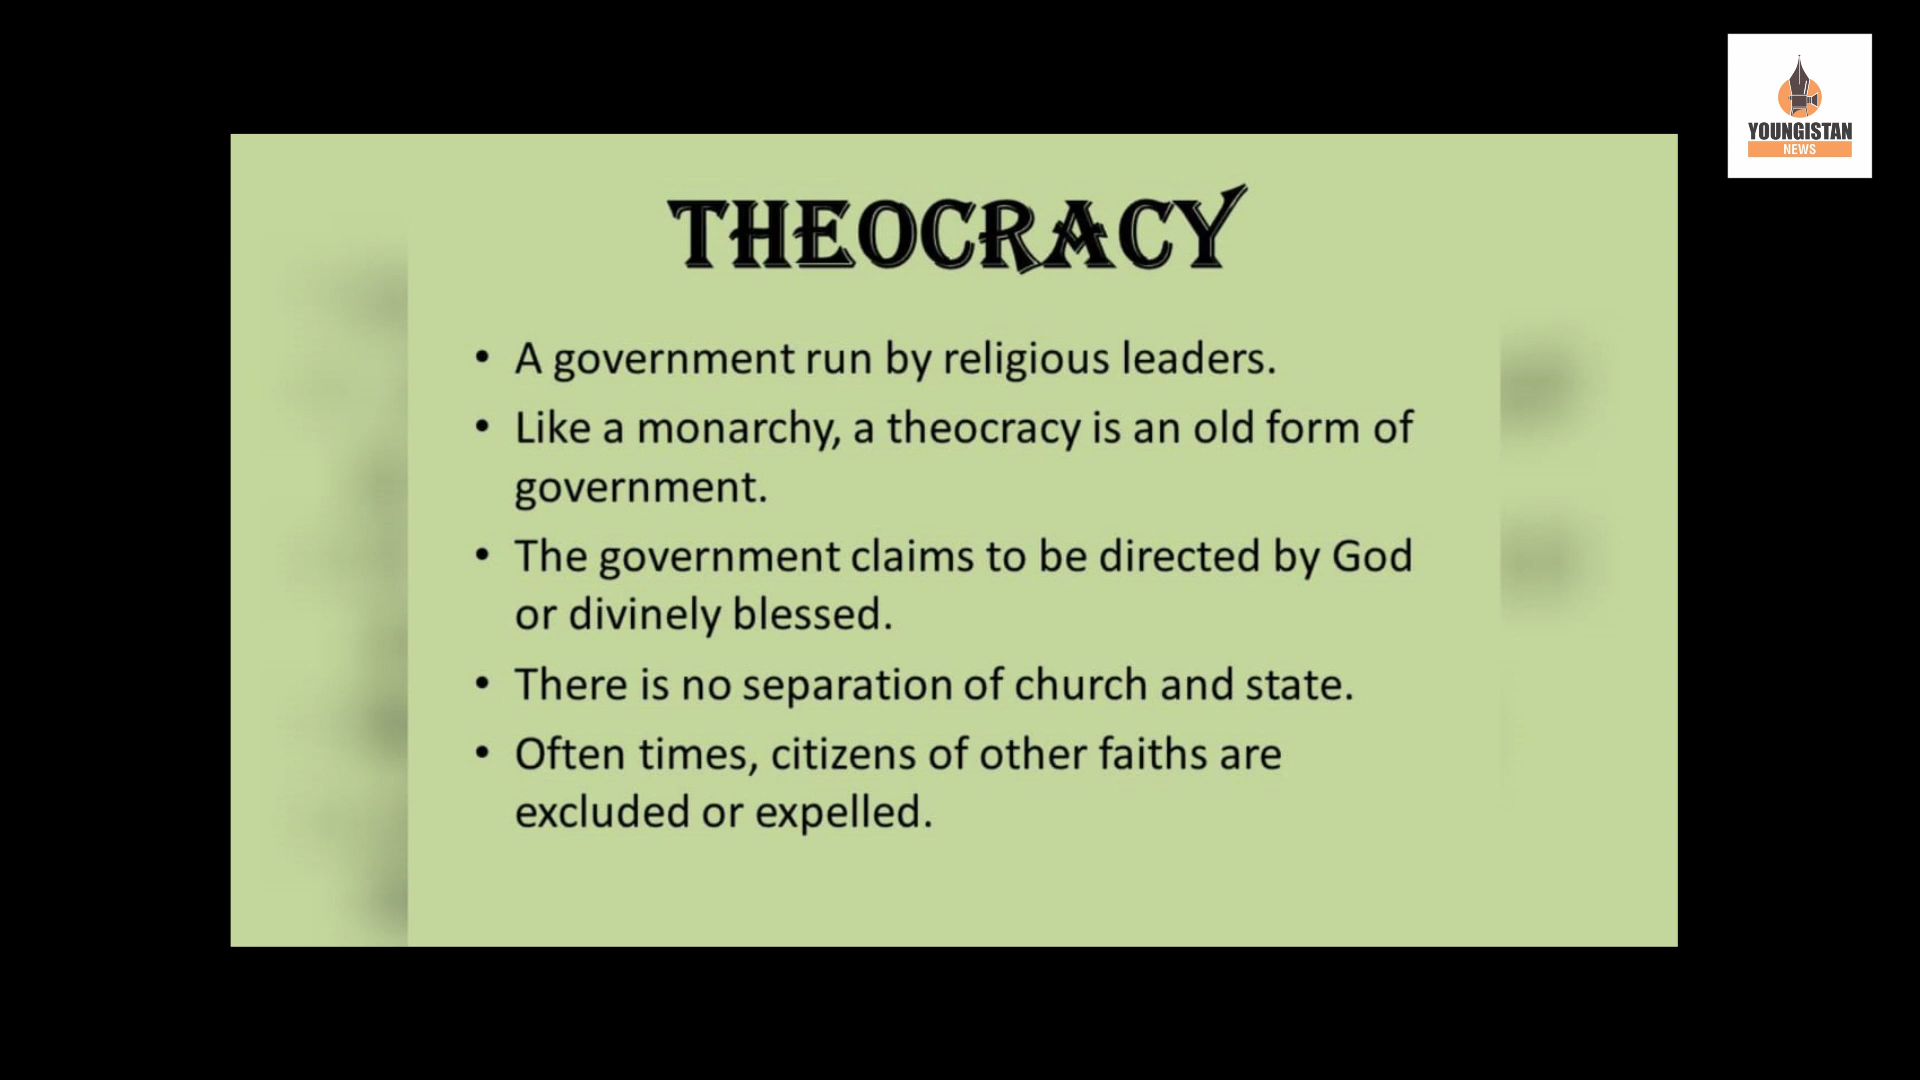 YOUNGISTAN
NEWS
THEOCRACY
• A government run by religious leaders.
• Like a monarchy, a theocracy is an old form of
government.
• The government claims to be directed by God
or divinely blessed.
• There is no separation of church and state.
• Often times, citizens of other faiths are
excluded or expelled.